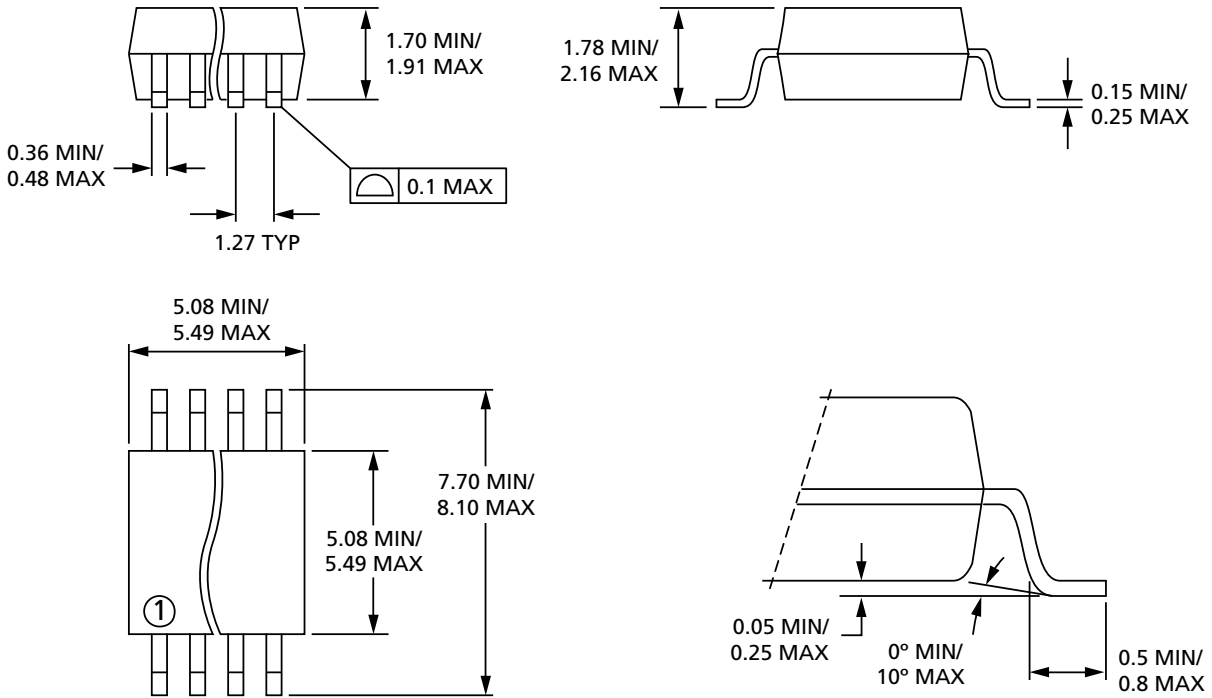 1.70 MIN/
1.91 MAX
1.78 MIN/
2.16 MAX
0.15 MIN/
0.25 MAX
0.36 MIN/
0.48 MAX
0.1 MAX
1.27 TYP
5.08 MIN/
5.49 MAX
7.70 MIN/
8.10 MAX
5.08 MIN/
5.49 MAX
1
0.05 MIN/
0.25 MAX
0º MIN/
10º MAX
0.5 MIN/
0.8 MAX